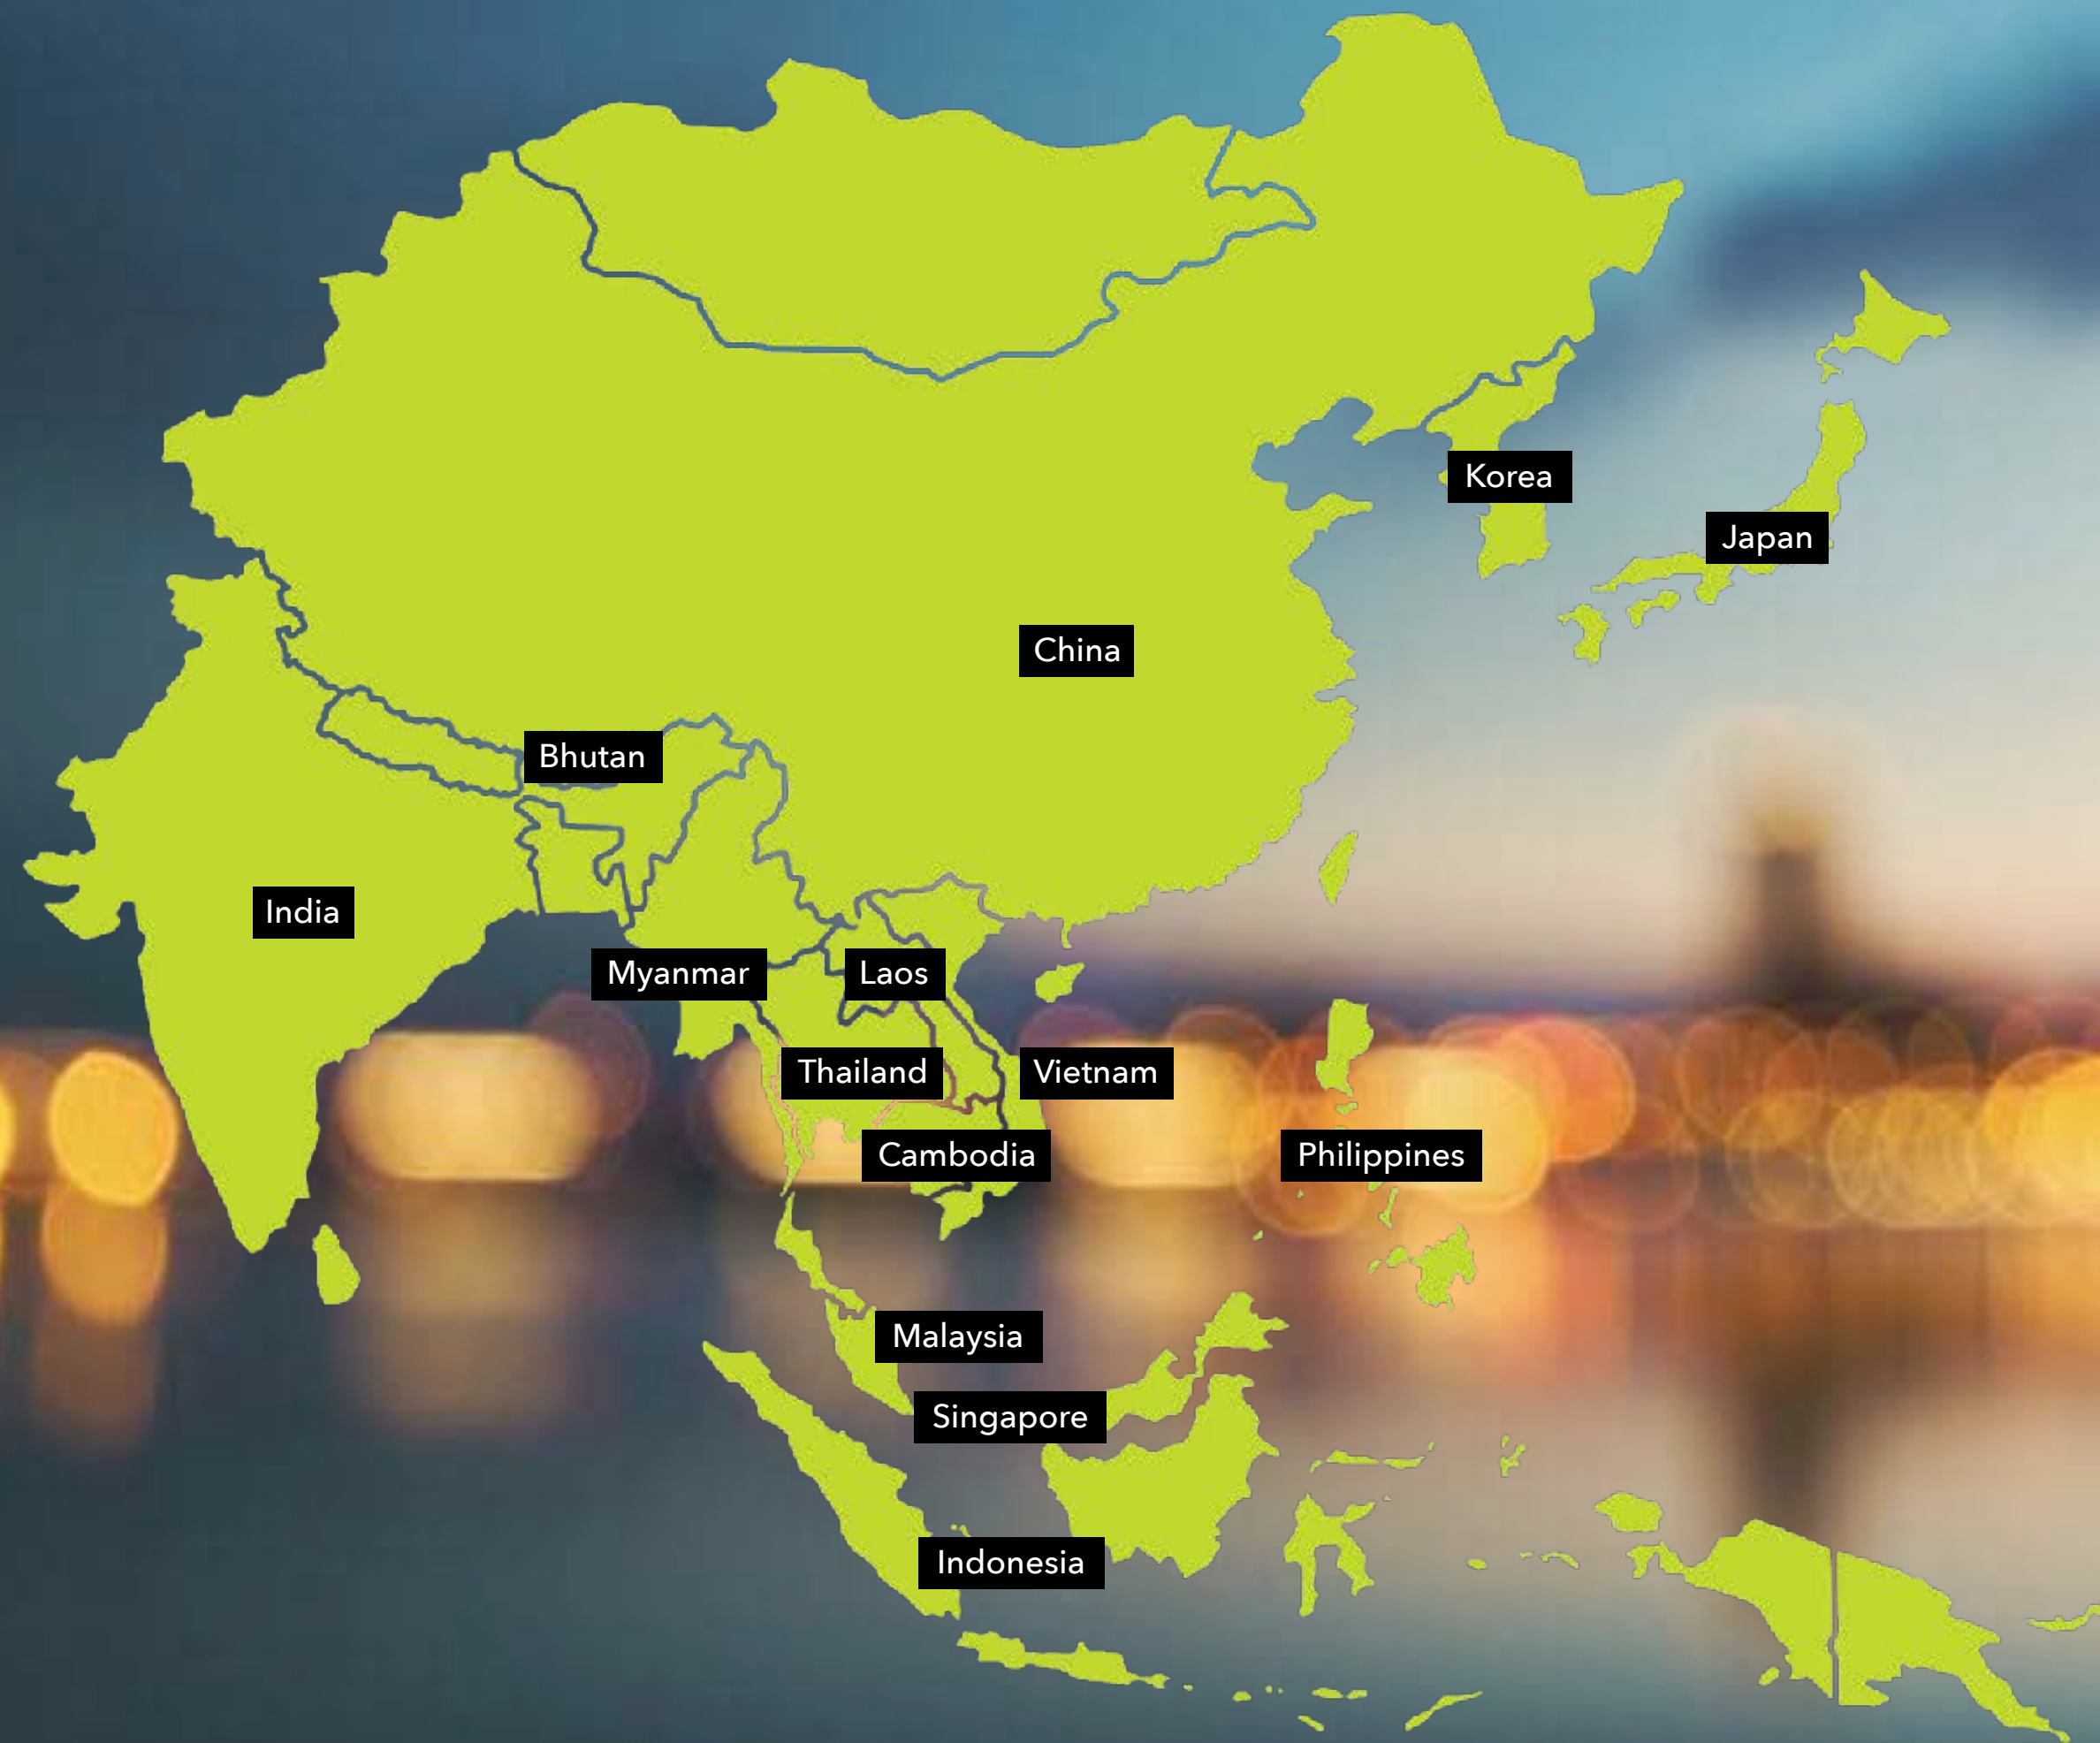 Korea
Japan
China
Bhutan
India
Myanmar
Laos
Thailand
Vietnam
Cambodia
Philippines
Malaysia
Singapore
Indonesia